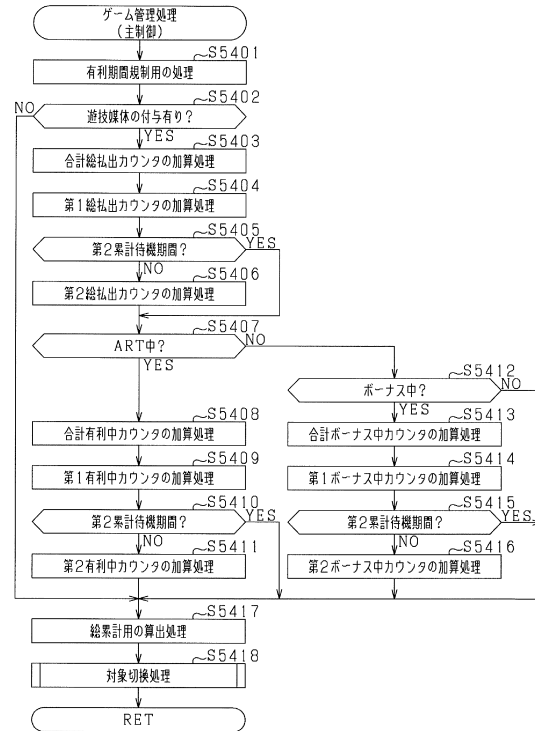 ゲーム管理処理
(主制御)
S5401
有利期間規制用の処理
S5402
遊技媒体の付与有り?
NO
YES
S5403
合計総払出カウンタの加算処理
S5404
第1総払出カウンタの加算処理
S5405
第2累計待機期間?
YES
NO
S5406
第2総払出カウンタの加算処理
S5407
ART中?
NO
YES
S5412
ボーナス中?
NO
YES
S5408
合計有利中カウンタの加算処理
S5413
合計ボーナス中カウンタの加算処理
S5409
第1有利中カウンタの加算処理
S5414
第1ボーナス中カウンタの加算処理
S5410
第2累計待機期間?
YES
NO
S5415
第2累計待機期間?
YES
NO
S5411
第2有利中カウンタの加算処理
S5416
第2ボーナス中カウンタの加算処理
S5417
総累計用の算出処理
S5418
対象切換処理
RET